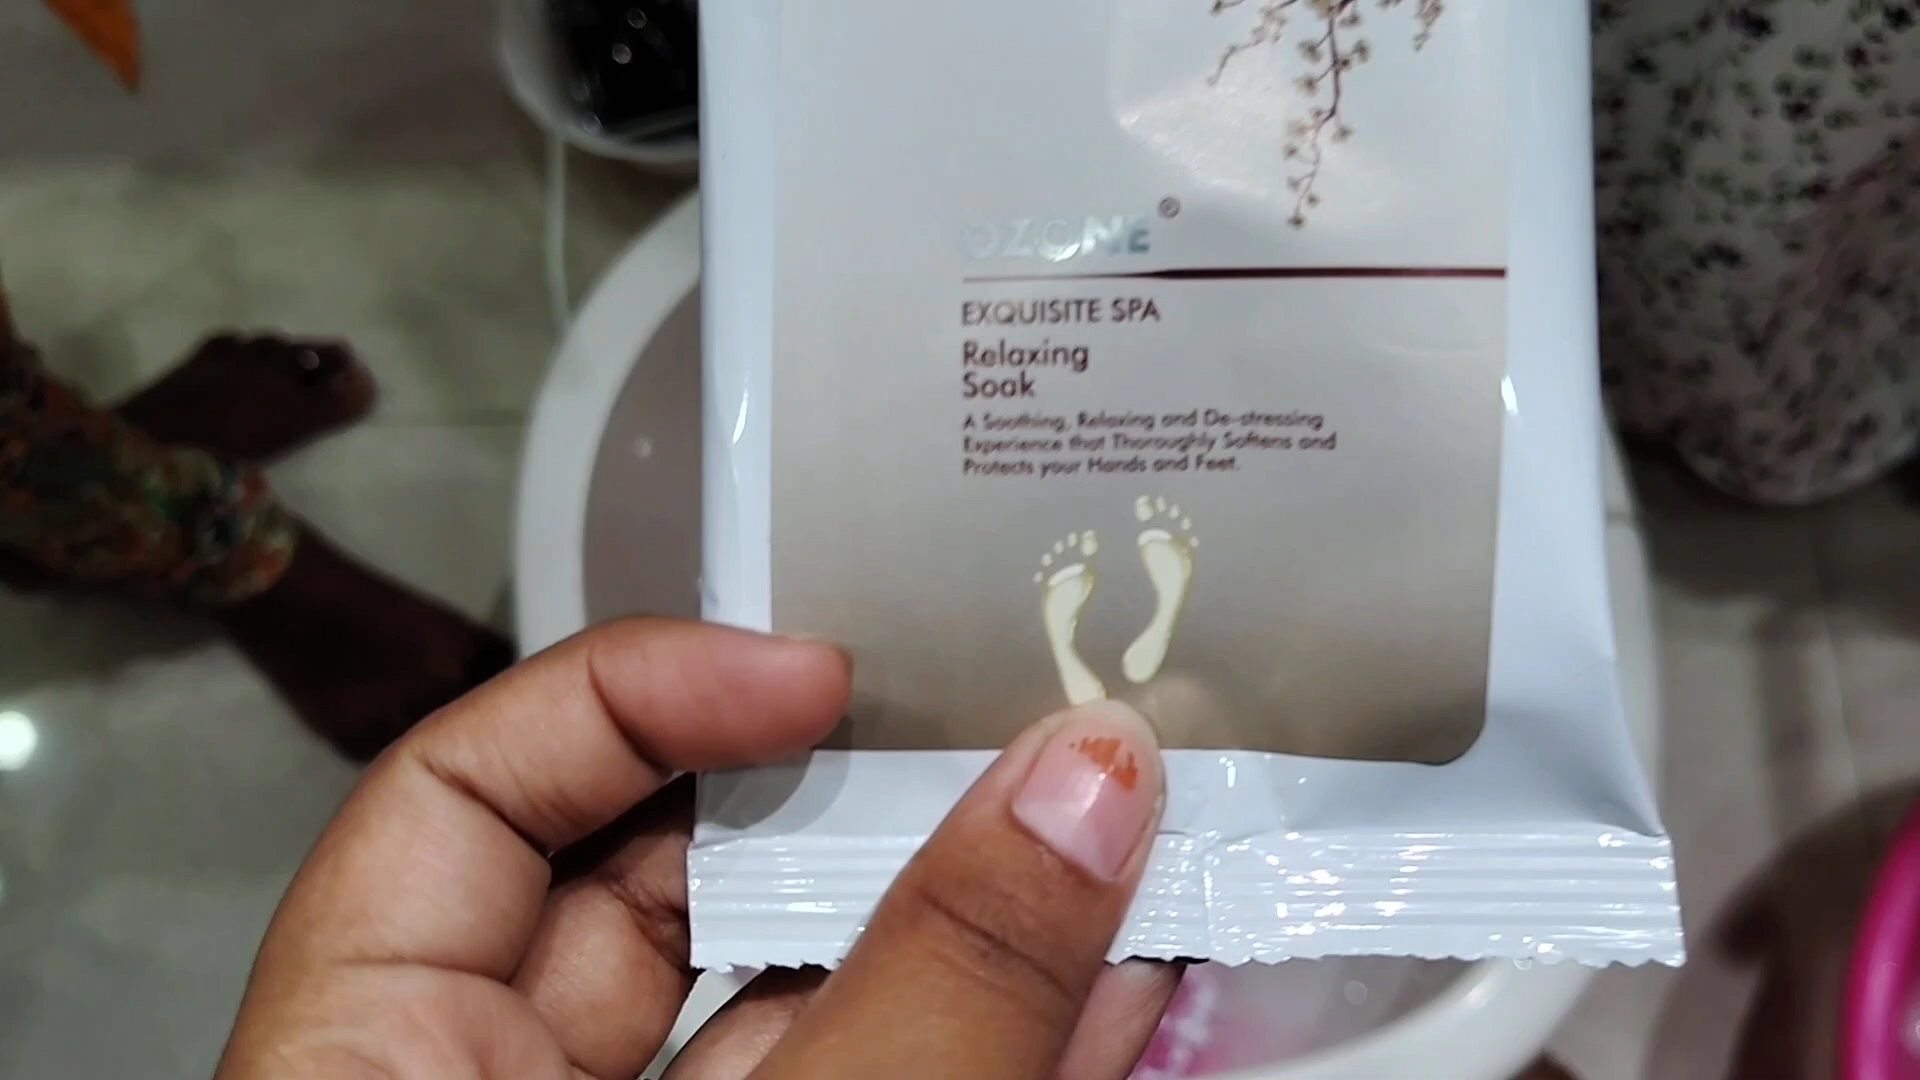 OZONE®
EXQUISITE SPA
Relaxing
Soak
A Soothing, Relaxing and De-stressing
Experience that Thoroughly Softens and
Protects your Hands and Feet.